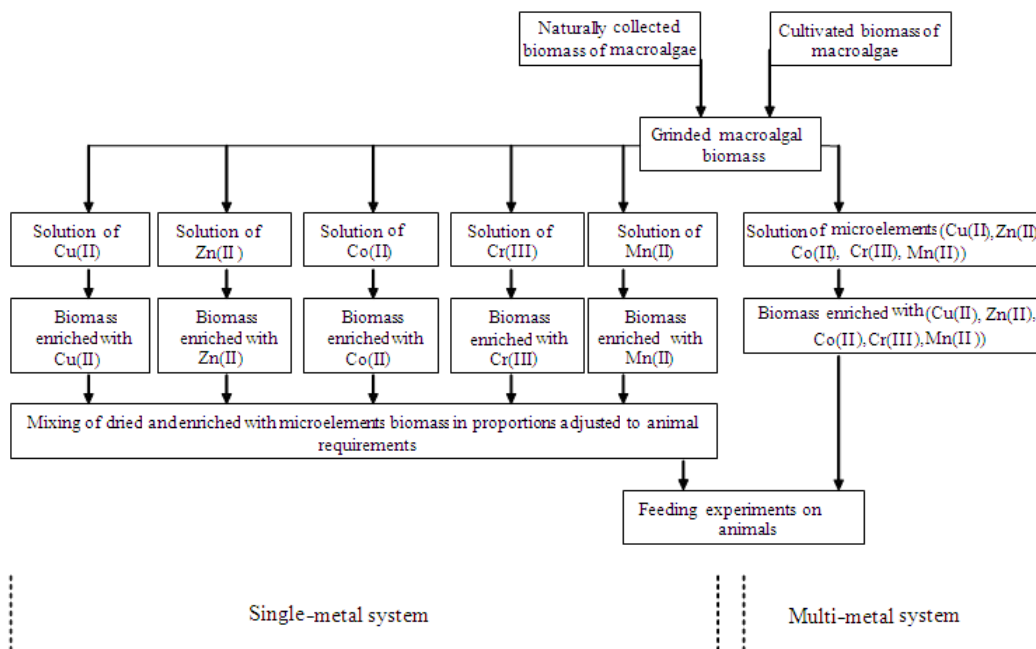 Naturally collected
biomass of macroalgae
Cultivated biomass of
macroalgae
Grinded macroalgal
biomass
Solution of
Cu(II)
Solution of
Zn(II)
Solution of
Co(II)
Solution of
Cr(III)
Solution of
Mn(II)
Solution of microelements (Cu(II), Zn(II)
Co(II), Cr(III), Mn(II))
Biomass
enriched with
Cu(II)
Biomass
enriched with
Zn(II)
Biomass
enriched with
Co(II)
Biomass
enriched with
Cr(III)
Biomass
enriched with
Mn(II)
Biomass enriched with (Cu(II), Zn(II),
Co(II), Cr(III), Mn(II))
Mixing of dried and enriched with microelements biomass in proportions adjusted to animal
requirements
Feeding experiments on
animals
Single-metal system
Multi-metal system